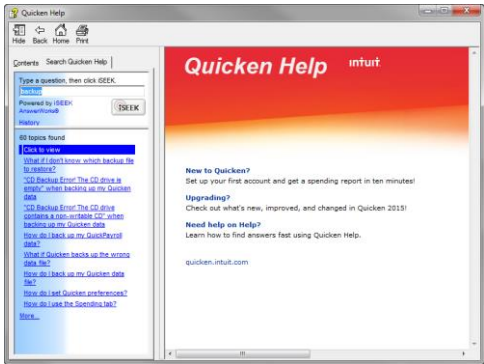 Quicken Help
Hide Back Home Print
Contents Search Quicken Help
Type a question, then click ISEEK.
backup
Powered by ISEEK
AnswerWorks®
ISEEK
History
60 topics found
Click to view
What if I don't know which backup file
to restore?
"CD Backup Error! The CD drive is
empty" when backing up my Quicken
data
"CD Backup Error! The CD drive
contains a non-writable CD" when
backing up my Quicken data
How do I back up my QuickPayroll
data?
What if Quicken backs up the wrong
data file?
How do I back up my Quicken data
file?
How do I set Quicken preferences?
How do I use the Spending tab?
More...
Quicken Help intuit
New to Quicken?
Set up your first account and get a spending report in ten minutes!
Upgrading?
Check out what's new, improved, and changed in Quicken 2015!
Need help on Help?
Learn how to find answers fast using Quicken Help.
quicken.intuit.com